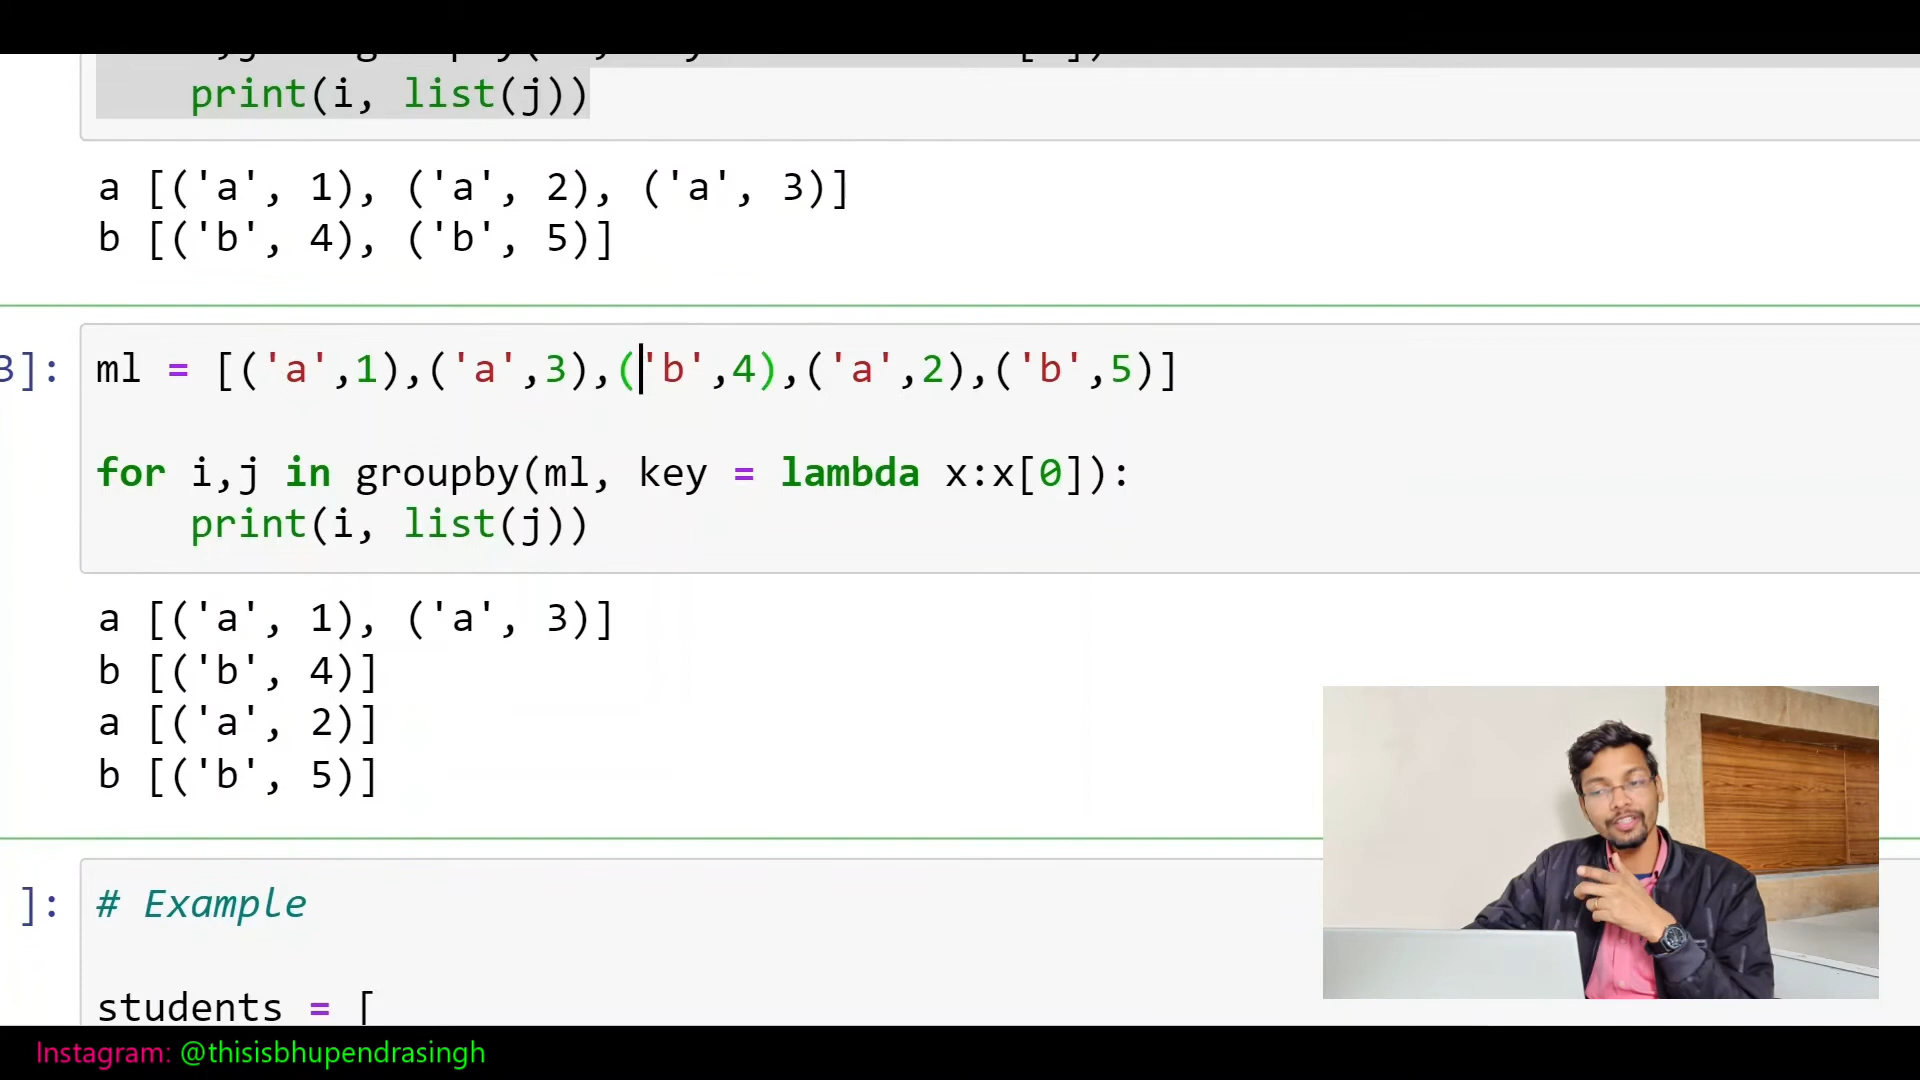 print(i, list(j))
a [('a', 1), ('a', 2), ('a', 3)]
b [('b', 4), ('b', 5)]
3]: ml = [('a',1),('a',3),('b',4),('a',2),('b',5)]
for i,j in groupby(ml, key = lambda x:x[0]):
print(i, list(j))
a [('a', 1), ('a', 3)]
b [('b', 4)]
a [('a', 2)]
b [('b', 5)]
]: # Example
students = [
Instagram: @thisisbhupendrasingh